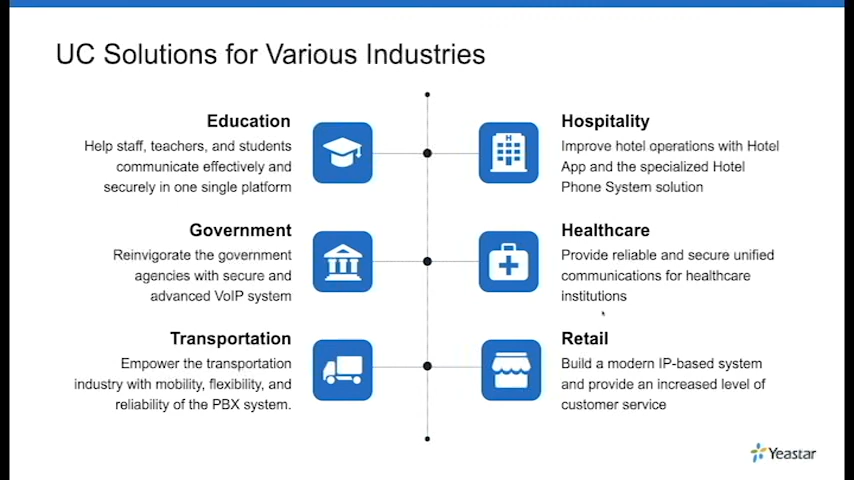 UC Solutions for Various Industries
Education
Help staff, teachers, and students
communicate effectively and
securely in one single platform
Hospitality
H
Improve hotel operations with Hotel
App and the specialized Hotel
Phone System solution
Government
Reinvigorate the government
agencies with secure and
advanced VoIP system
Healthcare
Provide reliable and secure unified
communications for healthcare
institutions
Transportation
Empower the transportation
industry with mobility, flexibility, and
reliability of the PBX system.
Retail
Build a modern IP-based system
and provide an increased level of
customer service
Yeastar